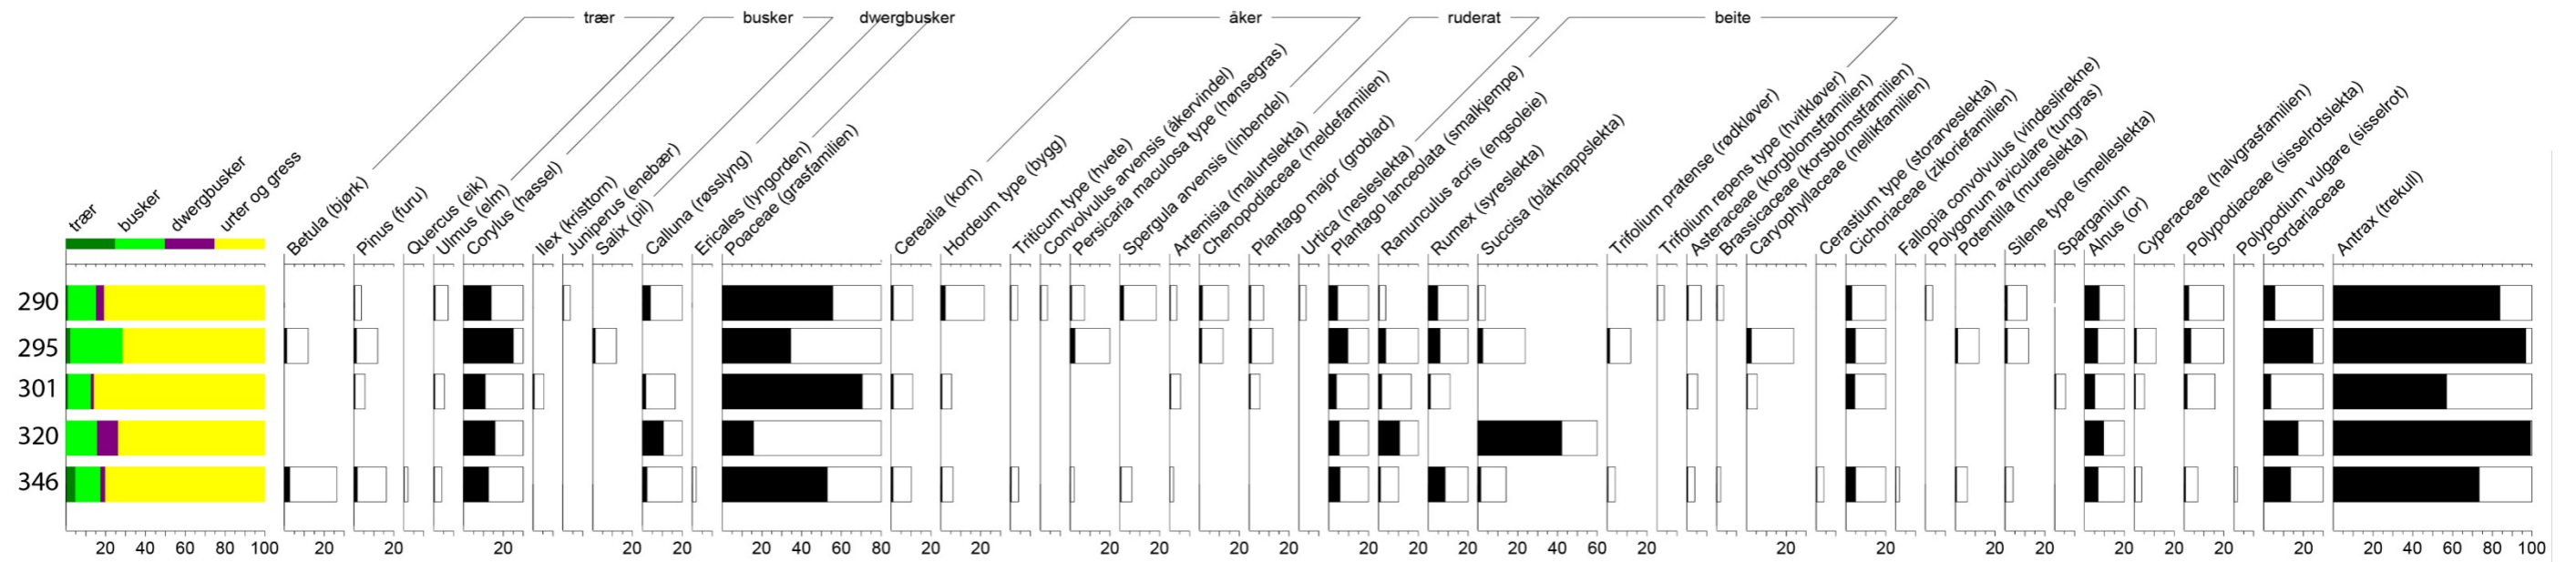 trær busker dwergbusker åker ruderat beite
trær
busker
dwergbusker
urter og gress
Betula (bjørk)
Pinus (furu)
Quercus (eik)
Ulmus (elm)
Corylus (hassel)
Ilex (kristtorn)
Juniperus (enebær)
Salix (pil)
Calluna (røsslyng)
Ericales (lyngorden)
Poaceae (grasfamilien)
Cerealia (korn)
Hordeum type (bygg)
Triticum type (hvete)
Convolvulus arvensis (åkervindel)
Persicaria maculosa type (hønsegras)
Spergula arvensis (linbendel)
Artemisia (malurtslekta)
Chenopodiaceae (meldefamilien)
Plantago major (groblad)
Urtica (nesleslekta)
Plantago lanceolata (smalkjempe)
Ranunculus acris (engsoleie)
Rumex (syreslekta)
Succisa (blåknappslekta)
Trifolium pratense (rødkløver)
Trifolium repens type (hvitkløver)
Asteraceae (korgblomstfamilien)
Brassicaceae (korsblomstfamilien)
Caryophyllaceae (nellikfamilien)
Cerastium type (storarveslekta)
Cichoriaceae (zikoriefamilien)
Fallopia convolvulus (vindeslirekne)
Polygonum aviculare (tungras)
Potentilla (mureslekta)
Silene type (smelleslekta)
Sparganium
Alnus (or)
Cyperaceae (halvgrasfamilien)
Polypodiaceae (sisselrotslekta)
Polypodium vulgare (sisselrot)
Sordariaceae
Antrax (trekull)
290
295
301
320
346
20 40 60 80 100 20 20 20 20 20 20 40 60 80 20 20 20 20 20 20 20 20 20 20 40 60 20 20 20 20 20 20 20 20 20 20 40 60 80 100